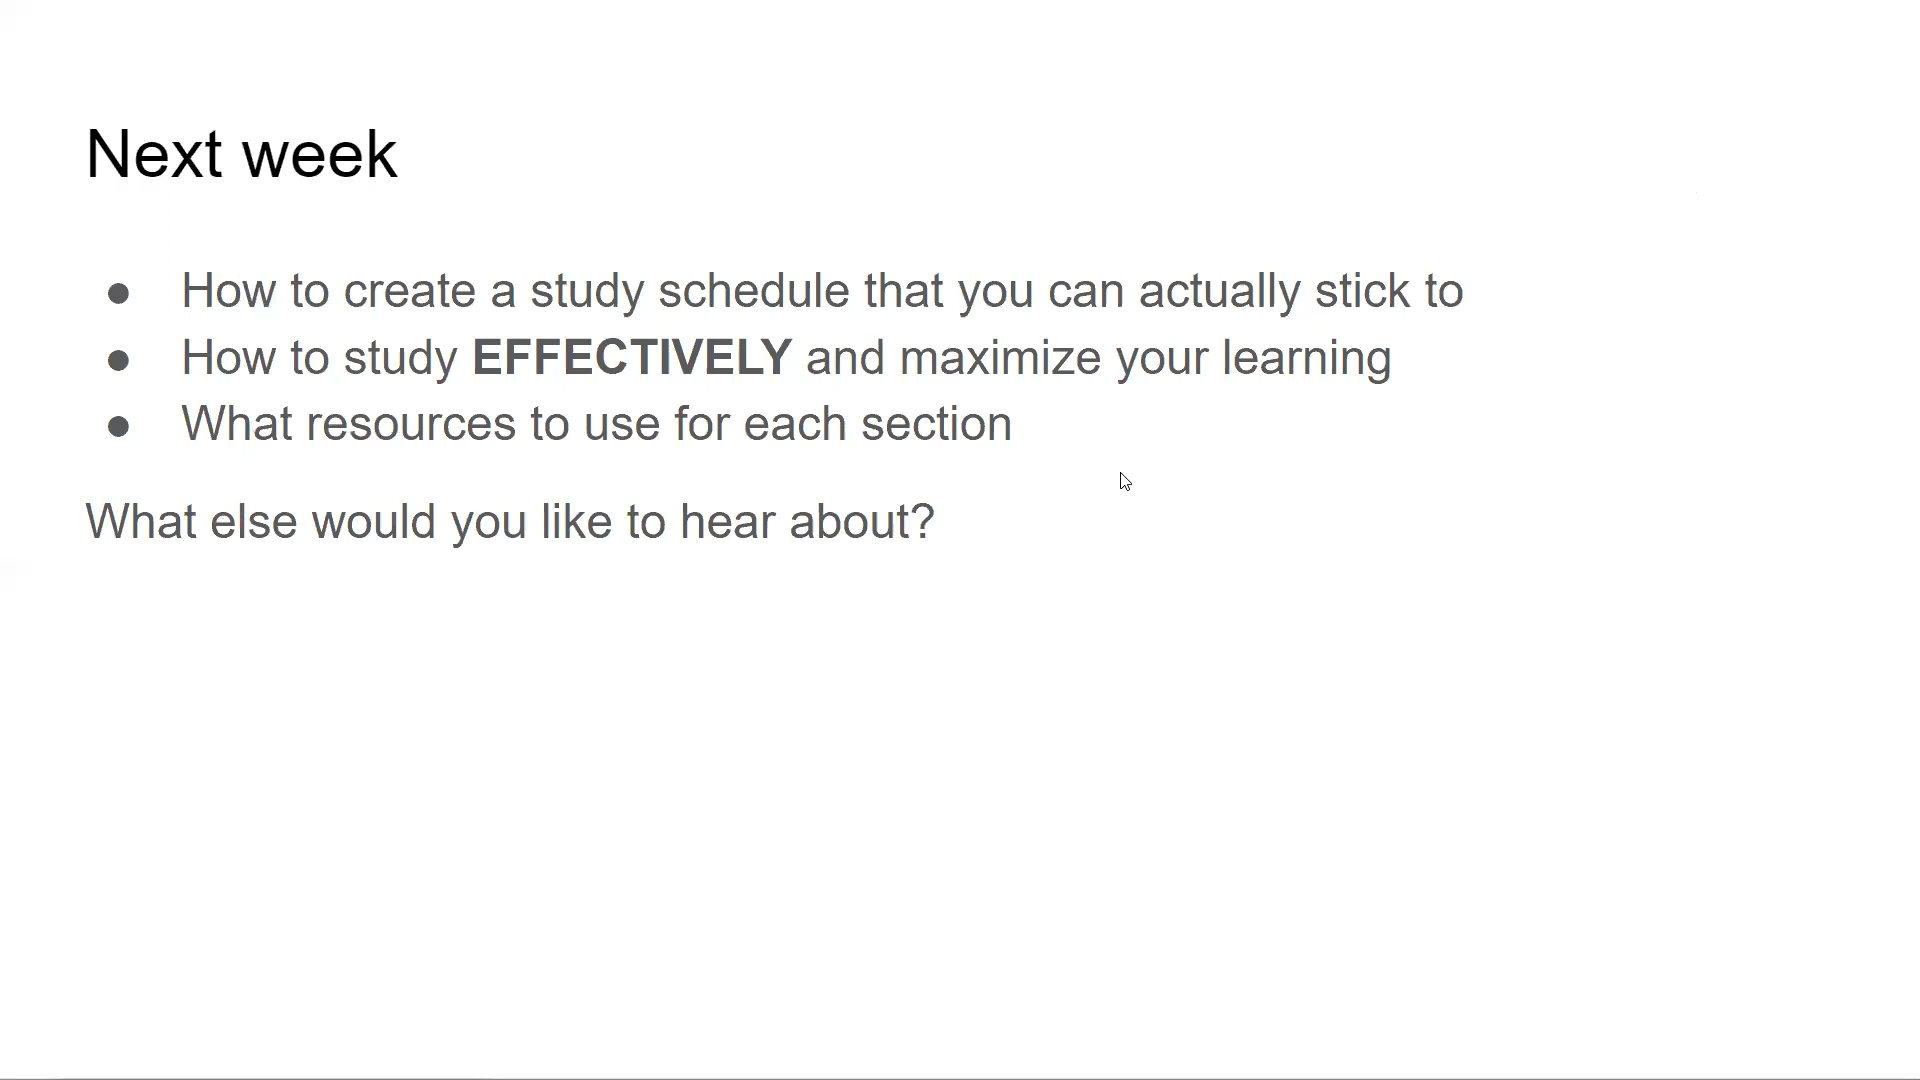 Next week
● How to create a study schedule that you can actually stick to
● How to study EFFECTIVELY and maximize your learning
● What resources to use for each section
What else would you like to hear about?